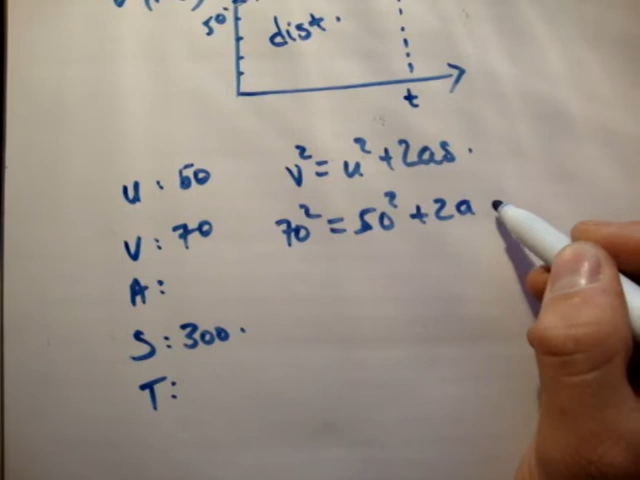 50
dist.
t
v² = u² + 2as.
u : 50
70² = 50² + 2a
v : 70
A :
S : 300.
T :